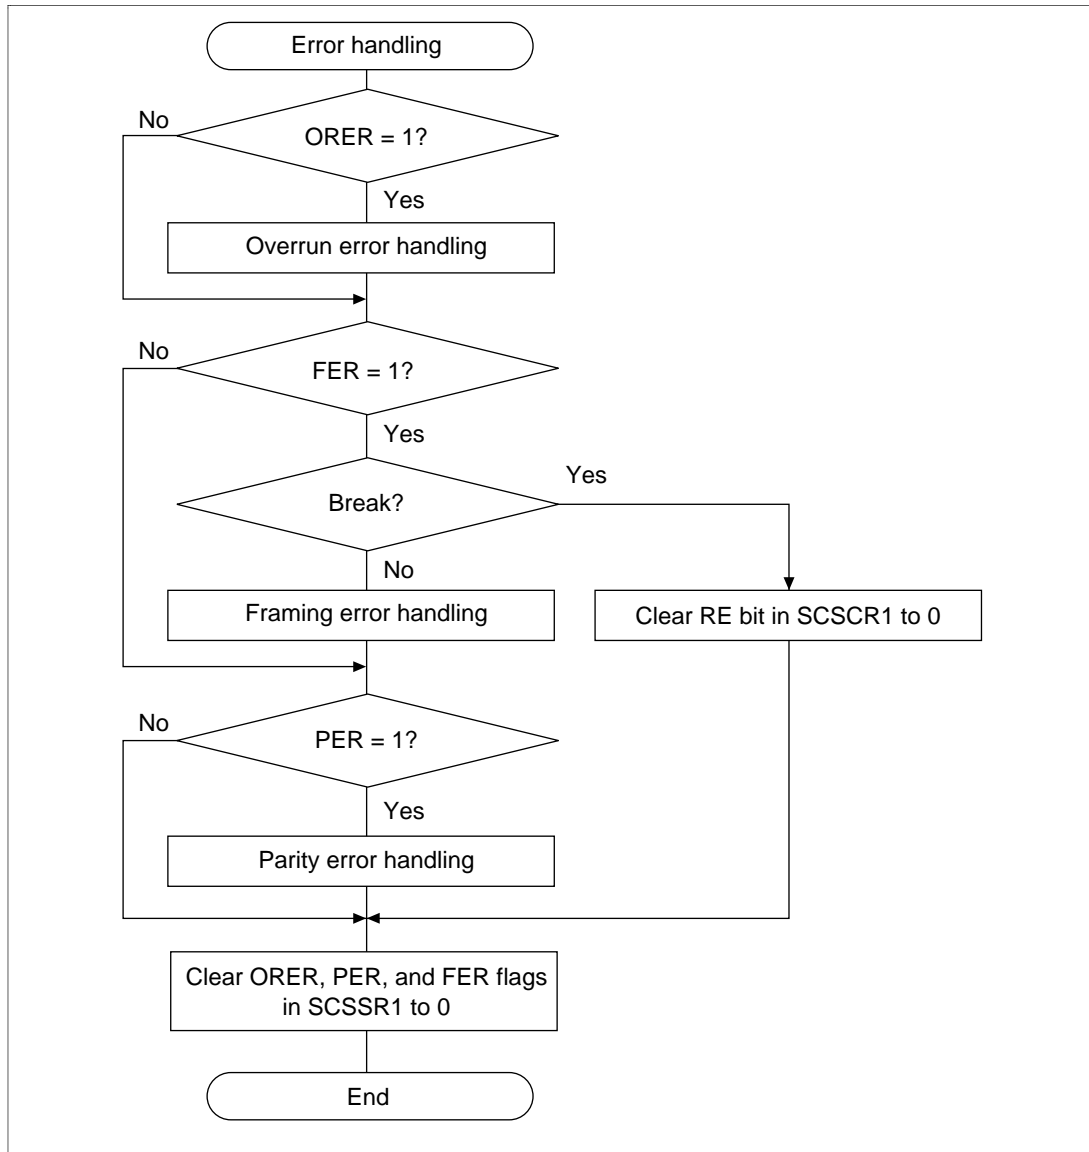 Error handling
No
ORER = 1?
Yes
Overrun error handling
No
FER = 1?
Yes
Yes
Break?
No
Framing error handling
Clear RE bit in SCSCR1 to 0
No
PER = 1?
Yes
Parity error handling
Clear ORER, PER, and FER flags
in SCSSR1 to 0
End